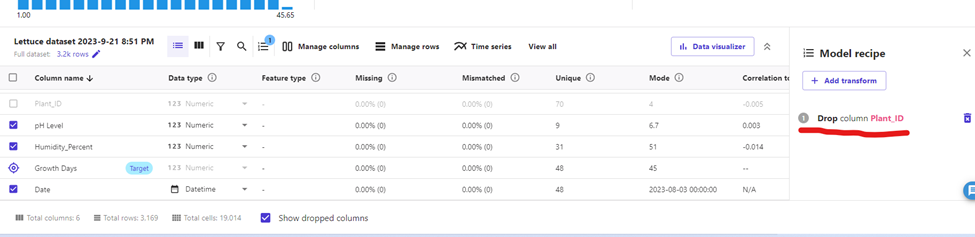 1.00 45.65
Lettuce dataset 2023-9-21 8:51 PM
Full dataset: 3.2k rows
1
Manage columns Manage rows Time series View all
Data visualizer
Column name Data type Feature type Missing Mismatched Unique Mode Correlation to
Plant_ID 123 Numeric - 0.00% (0) 0.00% (0) 70 4 -0.005
pH Level 123 Numeric - 0.00% (0) 0.00% (0) 9 6.7 0.003
Humidity_Percent 123 Numeric - 0.00% (0) 0.00% (0) 31 51 -0.014
Growth Days Target 123 Numeric - 0.00% (0) 0.00% (0) 48 45 --
Date Datetime - 0.00% (0) 0.00% (0) 48 2023-08-03 00:00:00 N/A
Total columns: 6 Total rows: 3.169 Total cells: 19.014 Show dropped columns
Model recipe
+ Add transform
1 Drop column Plant_ID